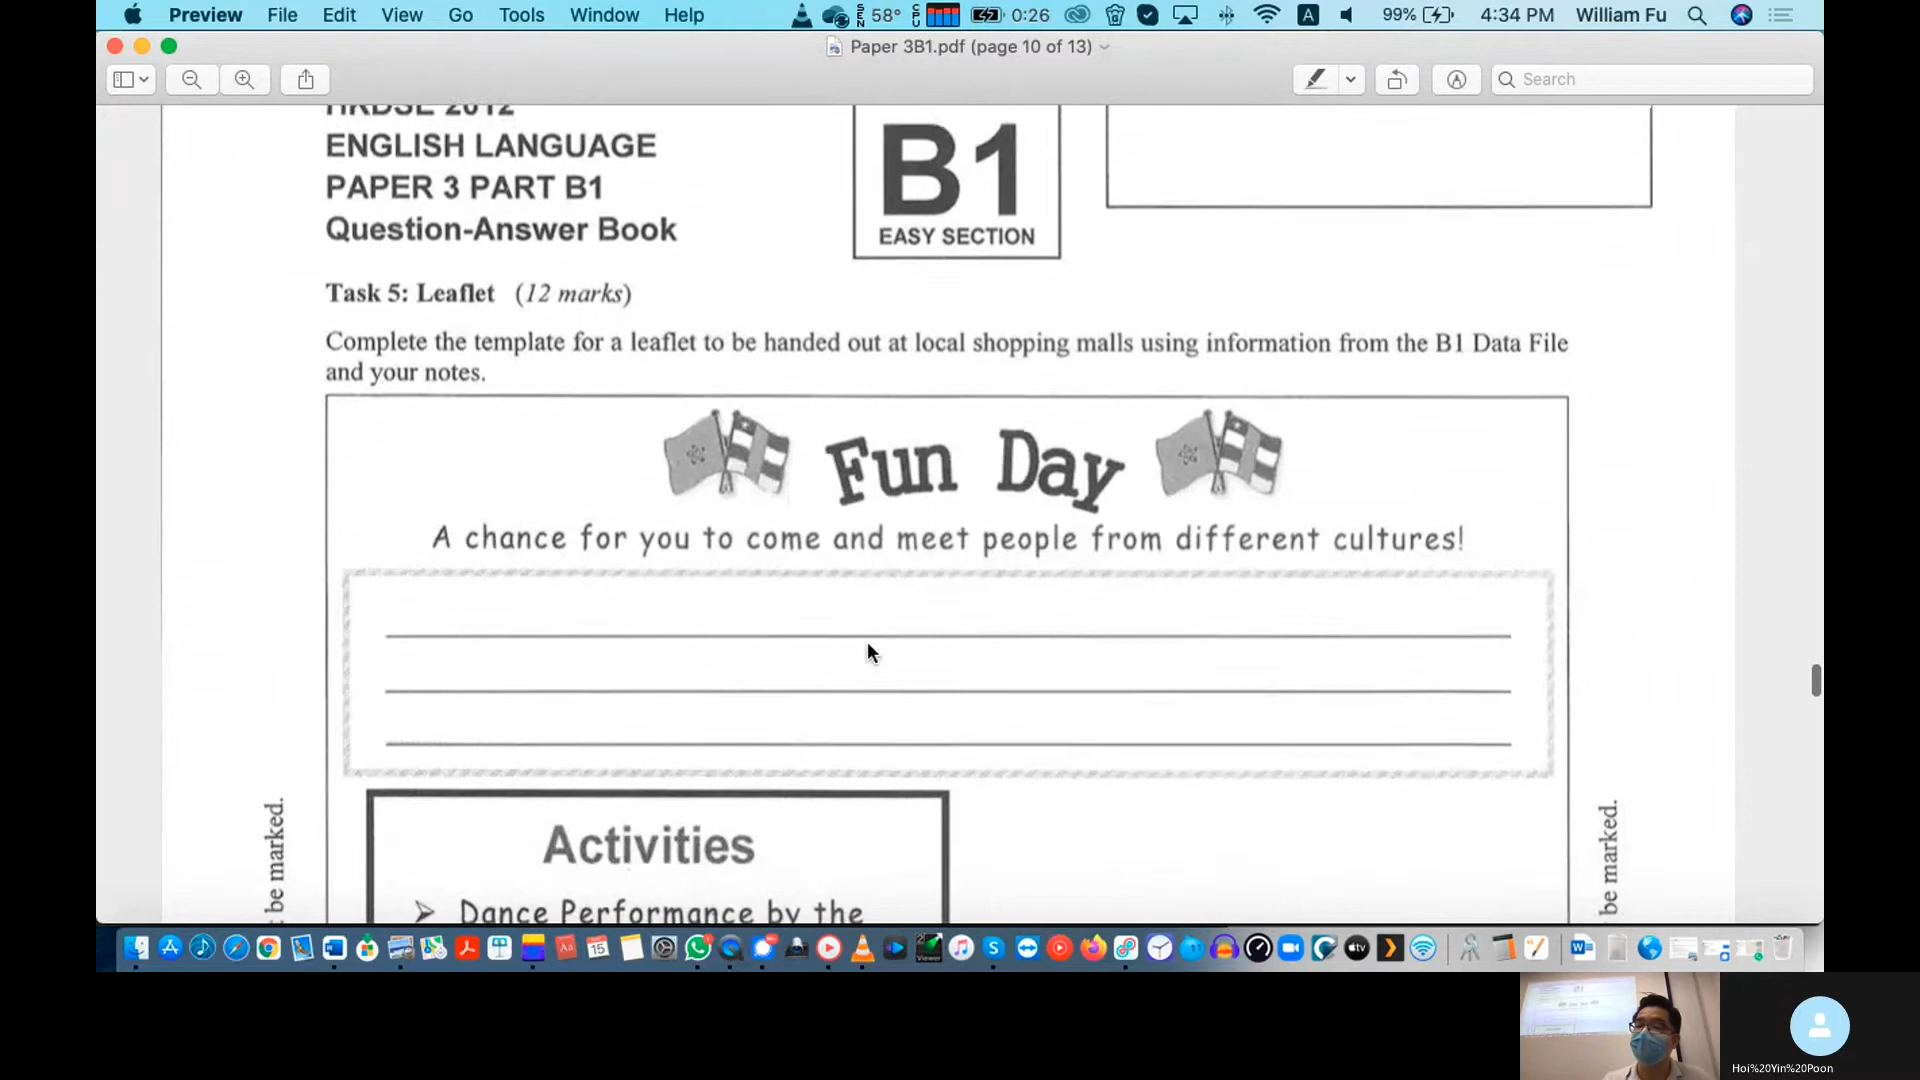 Preview File Edit View Go Tools Window Help 58° 0:26 A 99% 4:34 PM William Fu
Paper 3B1.pdf (page 10 of 13)
Search
HKDSE 2012
ENGLISH LANGUAGE
PAPER 3 PART B1
Question-Answer Book
B1
EASY SECTION
Task 5: Leaflet (12 marks)
Complete the template for a leaflet to be handed out at local shopping malls using information from the B1 Data File
and your notes.
Fun Day
A chance for you to come and meet people from different cultures!
Activities
➢ Dance Performance by the
be marked.
be marked.
Hoi%20Yin%20Poon